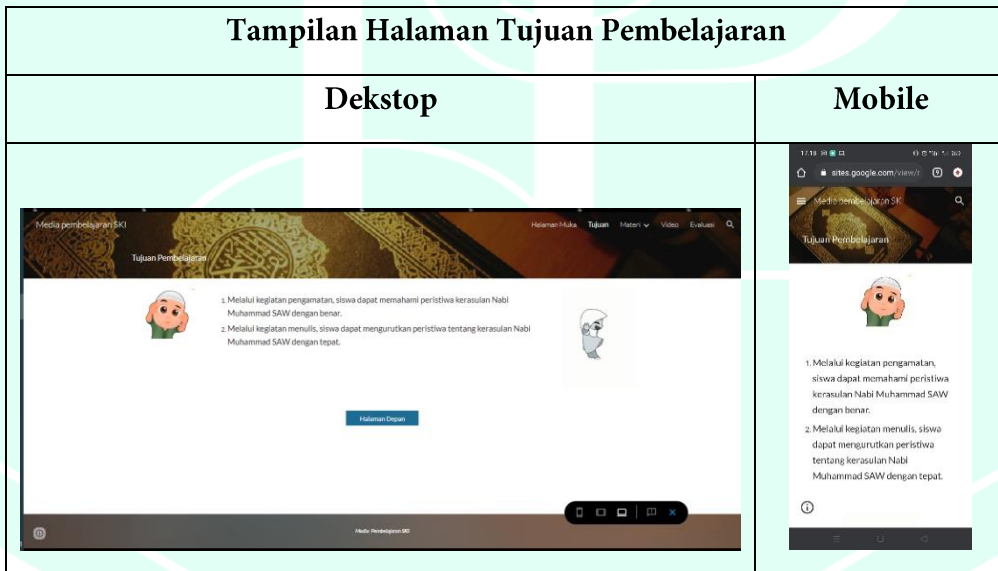 Tampilan Halaman Tujuan Pembelajaran
Dekstop
Mobile
Media pembelajaran SKI
Halaman Muka Tujuan Materi Video Evaluasi
Tujuan Pembelajaran
1. Melalui kegiatan pengamatan, siswa dapat memahami peristiwa kerasulan Nabi
Muhammad SAW dengan benar.
2. Melalui kegiatan menulis, siswa dapat mengurutkan peristiwa tentang kerasulan Nabi
Muhammad SAW dengan tepat.
Halaman Depan
Media Pembelajaran SKI
17.18
sites.google.com/view/r
9
Media pembelajaran SK
Tujuan Pembelajaran
1. Melalui kegiatan pengamatan,
siswa dapat memahami peristiwa
kerasulan Nabi Muhammad SAW
dengan benar.
2. Melalui kegiatan menulis, siswa
dapat mengurutkan peristiwa
tentang kerasulan Nabi
Muhammad SAW dengan tepat.